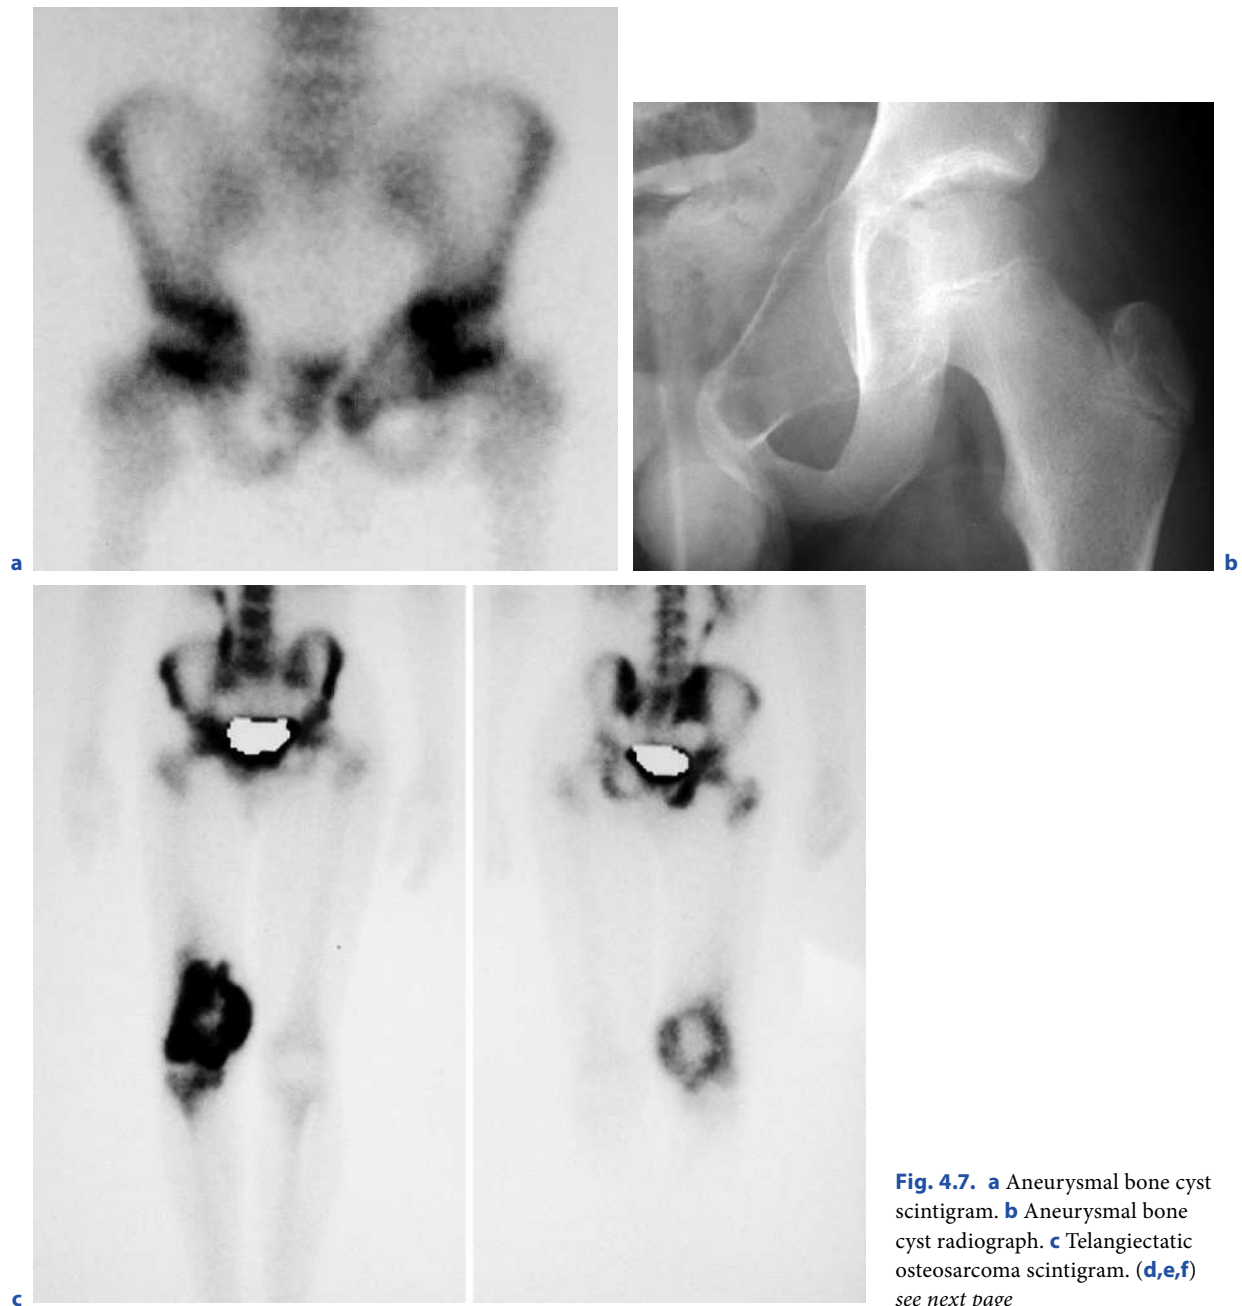 a
b
c
Fig. 4.7. a Aneurysmal bone cyst
scintigram. b Aneurysmal bone
cyst radiograph. c Telangiectatic
osteosarcoma scintigram. (d,e,f)
see next page